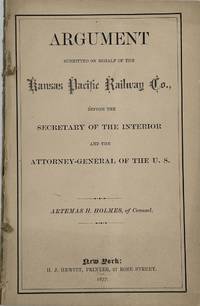 ARGUMENT
SUBMITTED ON BEHALF OF THE
Kansas Pacific Railway Co.,
BEFORE THE
SECRETARY OF THE INTERIOR
AND THE
ATTORNEY-GENERAL OF THE U. S.
ARTEMAS H. HOLMES, of Counsel.
New York:
H. J. HEWITT, PRINTER, 27 ROSE STREET.
1877.